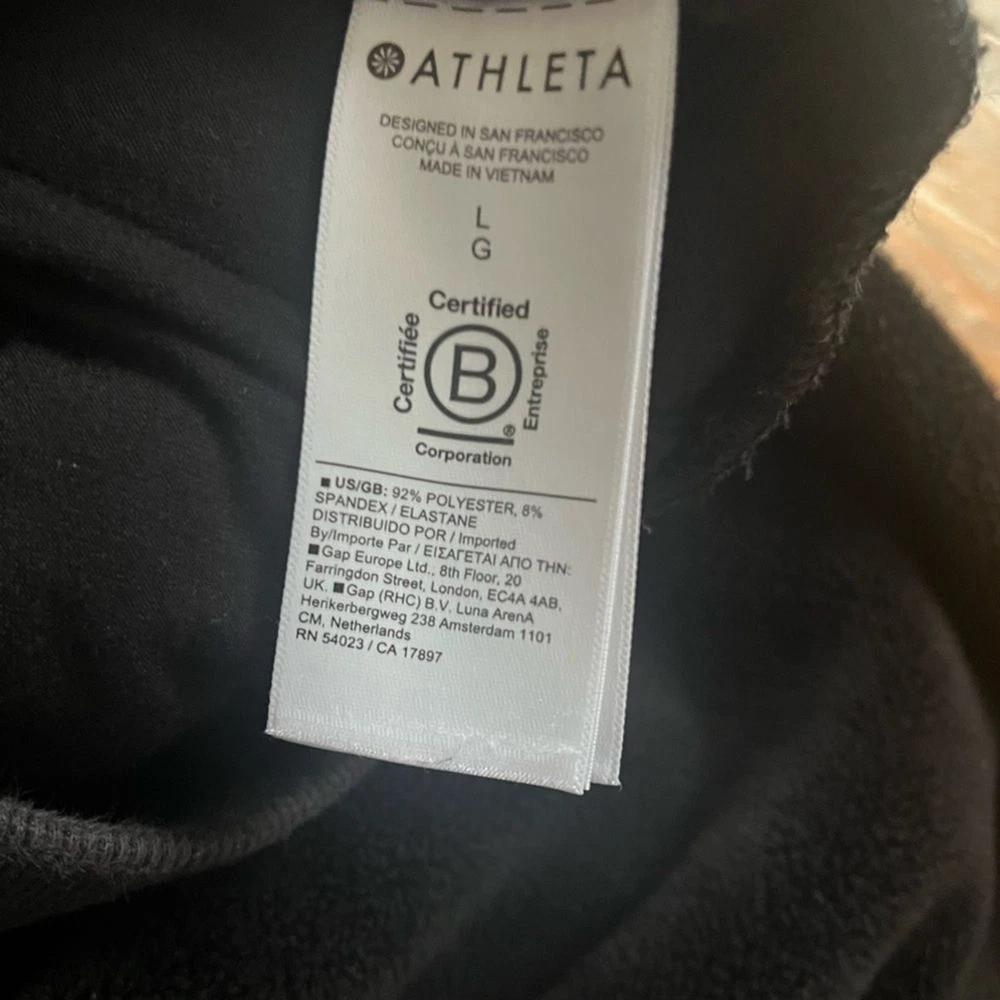 ATHLETA
DESIGNED IN SAN FRANCISCO
CONÇU À SAN FRANCISCO
MADE IN VIETNAM
L
G
Certified
Certifiée
B
Entreprise
®
Corporation
US/GB: 92% POLYESTER, 8%
SPANDEX / ELASTANE
DISTRIBUIDO POR / Imported
By/Importe Par / ΕΙΣΑΓΕΤΑΙ ΑΠΟ ΤΗΝ:
Gap Europe Ltd., 8th Floor, 20
Farringdon Street, London, EC4A 4AB,
UK. Gap (RHC) B.V. Luna ArenA
Herikerbergweg 238 Amsterdam 1101
CM, Netherlands
RN 54023 / CA 17897